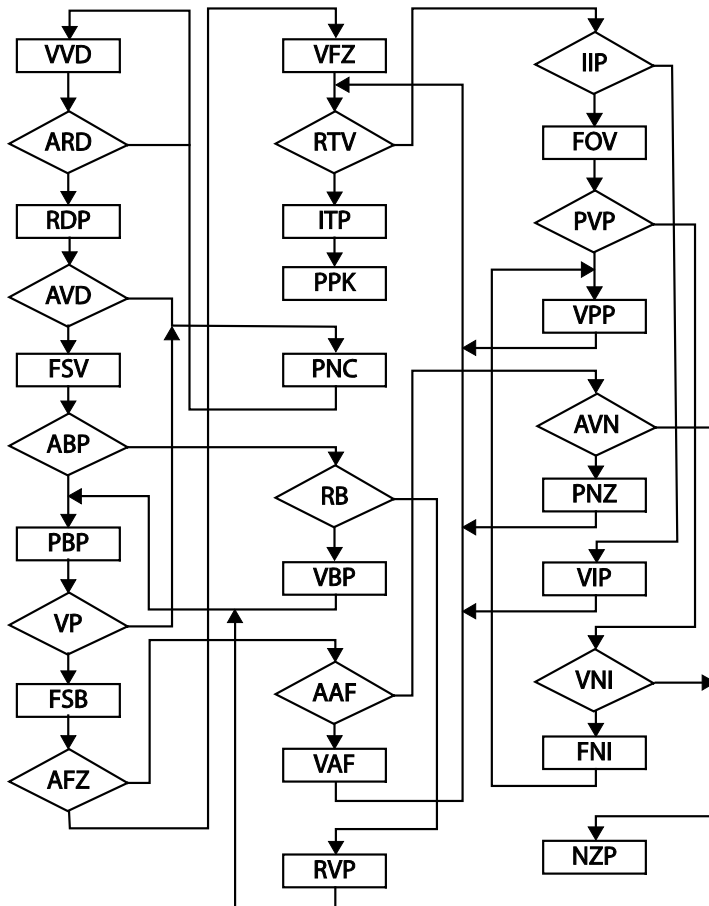 VVD
ARD
RDP
AVD
FSV
ABP
PBP
VP
FSB
AFZ
VFZ
RTV
ITP
PPK
PNC
RB
VBP
AAF
VAF
RVP
IIP
FOV
PVP
VPP
AVN
PNZ
VIP
VNI
FNI
NZP